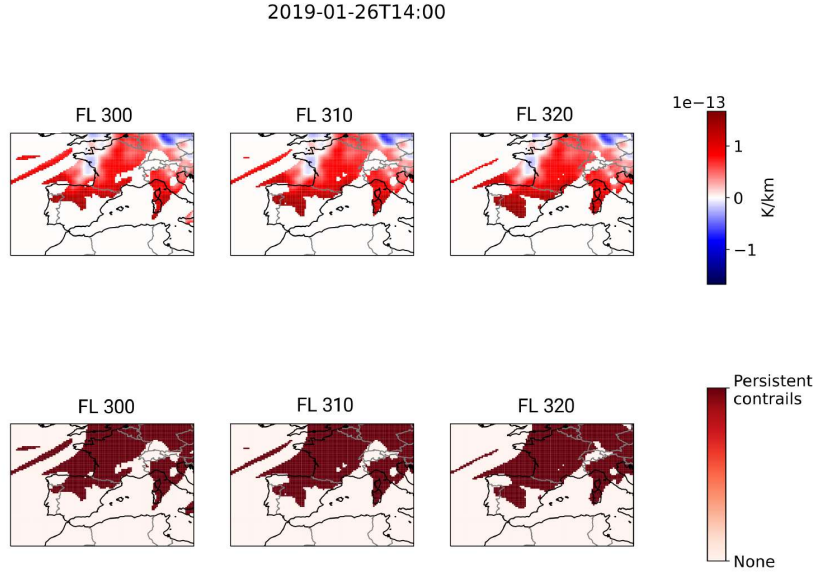 2019-01-26T14:00
FL 300
FL 310
FL 320
1e−13
1
0
−1
K/km
FL 300
FL 310
FL 320
Persistent
contrails
None